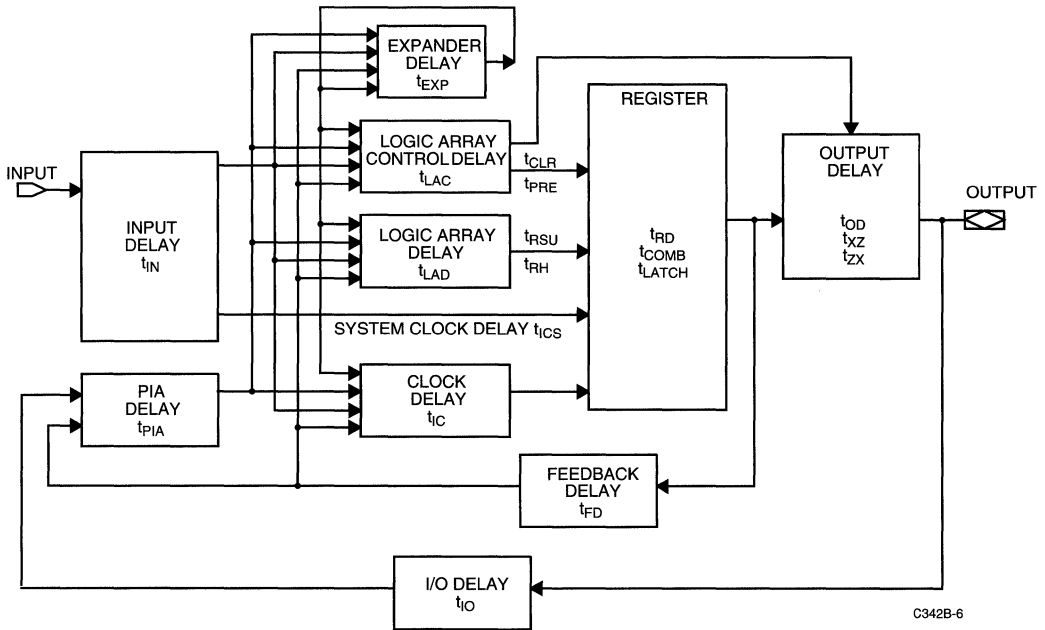 EXPANDER
DELAY
tEXP
REGISTER
LOGIC ARRAY
CONTROL DELAY
tLAC
tCLR
tPRE
OUTPUT
DELAY
tOD
tXZ
tZX
INPUT
OUTPUT
INPUT
DELAY
tIN
LOGIC ARRAY
DELAY
tLAD
tRSU
tRH
tRD
tCOMB
tLATCH
SYSTEM CLOCK DELAY tICS
PIA
DELAY
tPIA
CLOCK
DELAY
tIC
FEEDBACK
DELAY
tFD
I/O DELAY
tIO
C342B-6